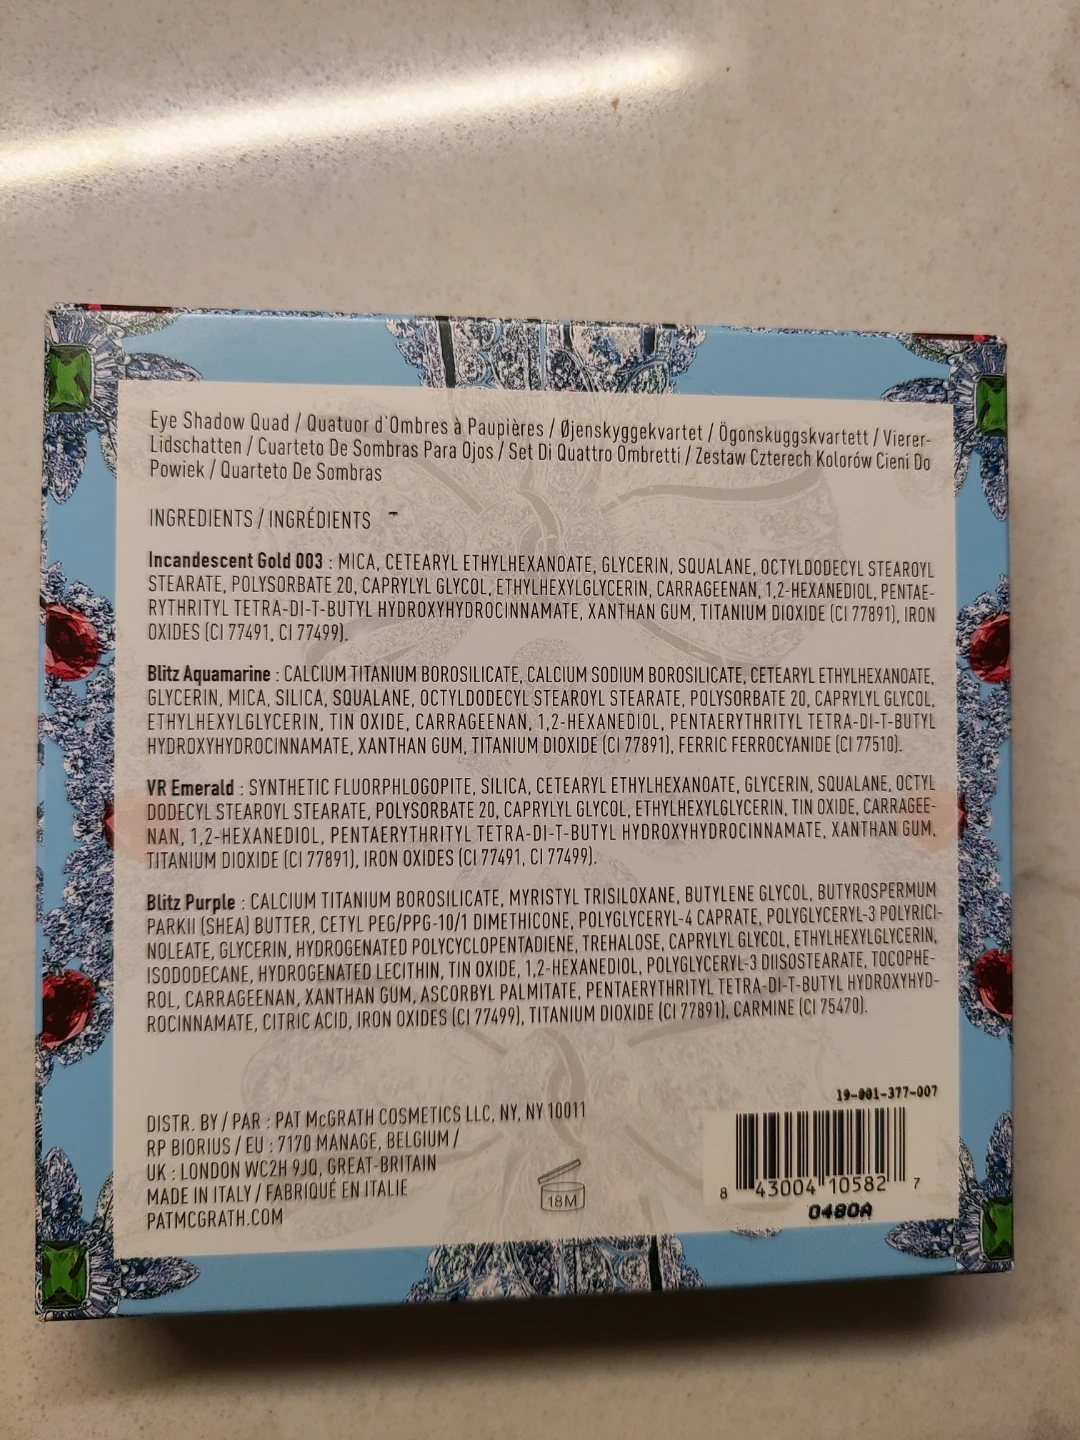 Eye Shadow Quad / Quatuor d'Ombres à Paupières / Øjenskyggekvartet / Ögonskuggskvartett / Vierer-
Lidschatten / Cuarteto De Sombras Para Ojos / Set Di Quattro Ombretti / Zestaw Czterech Kolorów Cieni Do
Powiek / Quarteto De Sombras
INGREDIENTS / INGRÉDIENTS
Incandescent Gold 003 : MICA, CETEARYL ETHYLHEXANOATE, GLYCERIN, SQUALANE, OCTYLDODECYL STEAROYL
STEARATE, POLYSORBATE 20, CAPRYLYL GLYCOL, ETHYLHEXYLGLYCERIN, CARRAGEENAN, 1,2-HEXANEDIOL, PENTAE-
RYTHRITYL TETRA-DI-T-BUTYL HYDROXYHYDROCINNAMATE, XANTHAN GUM, TITANIUM DIOXIDE (CI 77891), IRON
OXIDES (CI 77491, CI 77499).
Blitz Aquamarine : CALCIUM TITANIUM BOROSILICATE, CALCIUM SODIUM BOROSILICATE, CETEARYL ETHYLHEXANOATE,
GLYCERIN, MICA, SILICA, SQUALANE, OCTYLDODECYL STEAROYL STEARATE, POLYSORBATE 20, CAPRYLYL GLYCOL,
ETHYLHEXYLGLYCERIN, TIN OXIDE, CARRAGEENAN, 1,2-HEXANEDIOL, PENTAERYTHRITYL TETRA-DI-T-BUTYL
HYDROXYHYDROCINNAMATE, XANTHAN GUM, TITANIUM DIOXIDE (CI 77891), FERRIC FERROCYANIDE (CI 77510).
VR Emerald : SYNTHETIC FLUORPHLOGOPITE, SILICA, CETEARYL ETHYLHEXANOATE, GLYCERIN, SQUALANE, OCTYL
DODECYL STEAROYL STEARATE, POLYSORBATE 20, CAPRYLYL GLYCOL, ETHYLHEXYLGLYCERIN, TIN OXIDE, CARRAGEE-
NAN, 1,2-HEXANEDIOL, PENTAERYTHRITYL TETRA-DI-T-BUTYL HYDROXYHYDROCINNAMATE, XANTHAN GUM,
TITANIUM DIOXIDE (CI 77891), IRON OXIDES (CI 77491, CI 77499).
Blitz Purple : CALCIUM TITANIUM BOROSILICATE, MYRISTYL TRISILOXANE, BUTYLENE GLYCOL, BUTYROSPERMUM
PARKII (SHEA) BUTTER, CETYL PEG/PPG-10/1 DIMETHICONE, POLYGLYCERYL-4 CAPRATE, POLYGLYCERYL-3 POLYRICI-
NOLEATE, GLYCERIN, HYDROGENATED POLYCYCLOPENTADIENE, TREHALOSE, CAPRYLYL GLYCOL, ETHYLHEXYLGLYCERIN,
ISODODECANE, HYDROGENATED LECITHIN, TIN OXIDE, 1,2-HEXANEDIOL, POLYGLYCERYL-3 DIISOSTEARATE, TOCOPHE-
ROL, CARRAGEENAN, XANTHAN GUM, ASCORBYL PALMITATE, PENTAERYTHRITYL TETRA-DI-T-BUTYL HYDROXYHYD-
ROCINNAMATE, CITRIC ACID, IRON OXIDES (CI 77499), TITANIUM DIOXIDE (CI 77891), CARMINE (CI 75470).
DISTR. BY / PAR : PAT McGRATH COSMETICS LLC, NY, NY 10011
RP BIORIUS / EU : 7170 MANAGE, BELGIUM /
UK : LONDON WC2H 9JQ, GREAT-BRITAIN
MADE IN ITALY / FABRIQUÉ EN ITALIE
PATMCGRATH.COM
18M
19-001-377-007
8 43004 10582 7
0480A